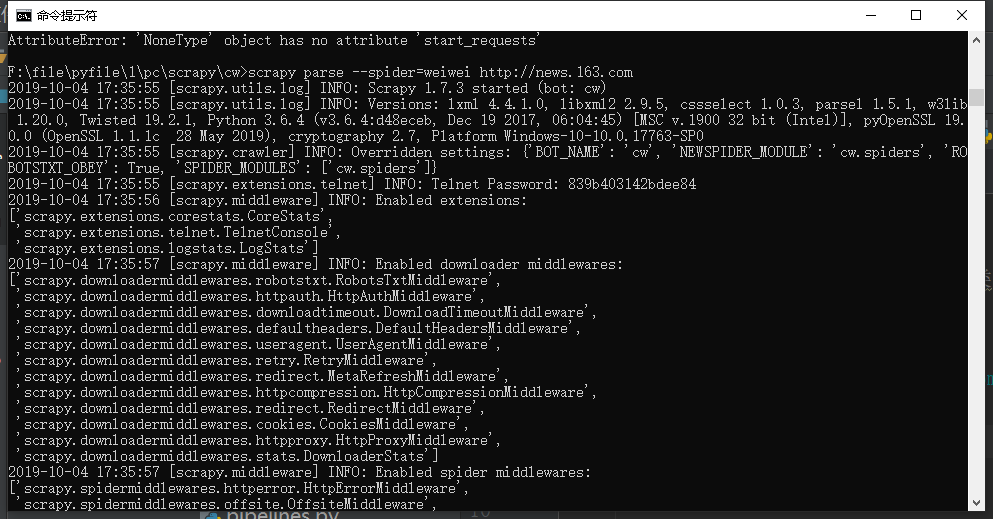 命令提示符
AttributeError: 'NoneType' object has no attribute 'start_requests'
F:\file\pyfile\1\pc\scrapy\cw>scrapy parse --spider=weiwei http://news.163.com
2019-10-04 17:35:55 [scrapy.utils.log] INFO: Scrapy 1.7.3 started (bot: cw)
2019-10-04 17:35:55 [scrapy.utils.log] INFO: Versions: lxml 4.4.1.0, libxml2 2.9.5, cssselect 1.0.3, parsel 1.5.1, w3lib
1.20.0, Twisted 19.2.1, Python 3.6.4 (v3.6.4:d48eceb, Dec 19 2017, 06:04:45) [MSC v.1900 32 bit (Intel)], pyOpenSSL 19.
0.0 (OpenSSL 1.1.1c  28 May 2019), cryptography 2.7, Platform Windows-10-10.0.17763-SP0
2019-10-04 17:35:55 [scrapy.crawler] INFO: Overridden settings: {'BOT_NAME': 'cw', 'NEWSPIDER_MODULE': 'cw.spiders', 'RO
BOTSTXT_OBEY': True, 'SPIDER_MODULES': ['cw.spiders']}
2019-10-04 17:35:55 [scrapy.extensions.telnet] INFO: Telnet Password: 839b403142bdee84
2019-10-04 17:35:56 [scrapy.middleware] INFO: Enabled extensions:
['scrapy.extensions.corestats.CoreStats',
'scrapy.extensions.telnet.TelnetConsole',
'scrapy.extensions.logstats.LogStats']
2019-10-04 17:35:57 [scrapy.middleware] INFO: Enabled downloader middlewares:
['scrapy.downloadermiddlewares.robotstxt.RobotsTxtMiddleware',
'scrapy.downloadermiddlewares.httpauth.HttpAuthMiddleware',
'scrapy.downloadermiddlewares.downloadtimeout.DownloadTimeoutMiddleware',
'scrapy.downloadermiddlewares.defaultheaders.DefaultHeadersMiddleware',
'scrapy.downloadermiddlewares.useragent.UserAgentMiddleware',
'scrapy.downloadermiddlewares.retry.RetryMiddleware',
'scrapy.downloadermiddlewares.redirect.MetaRefreshMiddleware',
'scrapy.downloadermiddlewares.httpcompression.HttpCompressionMiddleware',
'scrapy.downloadermiddlewares.redirect.RedirectMiddleware',
'scrapy.downloadermiddlewares.cookies.CookiesMiddleware',
'scrapy.downloadermiddlewares.httpproxy.HttpProxyMiddleware',
'scrapy.downloadermiddlewares.stats.DownloaderStats']
2019-10-04 17:35:57 [scrapy.middleware] INFO: Enabled spider middlewares:
['scrapy.spidermiddlewares.httperror.HttpErrorMiddleware',
'scrapy.spidermiddlewares.offsite.OffsiteMiddleware',
pipelines.py